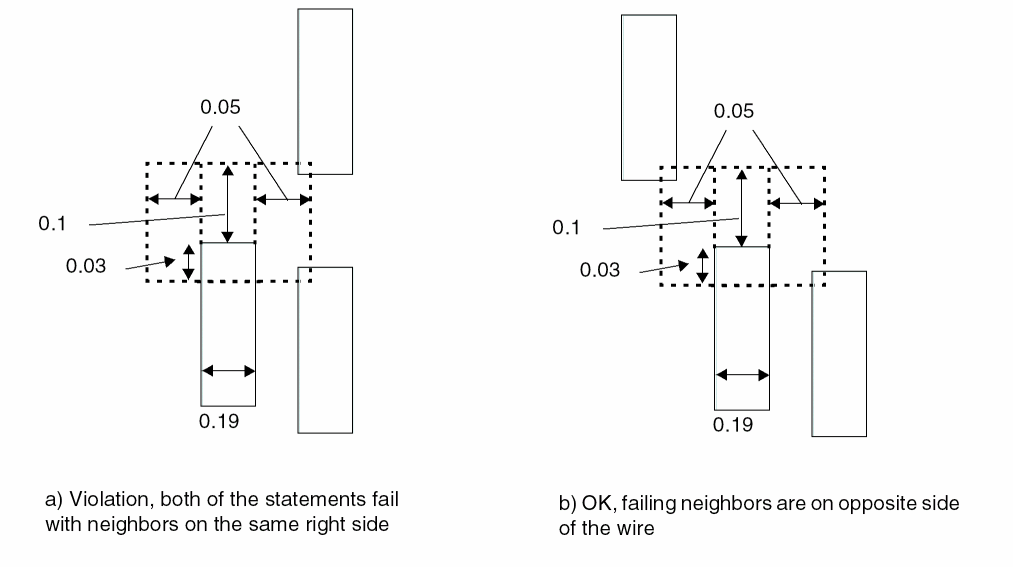 0.05
0.1
0.03
0.19
a) Violation, both of the statements fail
with neighbors on the same right side
0.05
0.1
0.03
0.19
b) OK, failing neighbors are on opposite side
of the wire